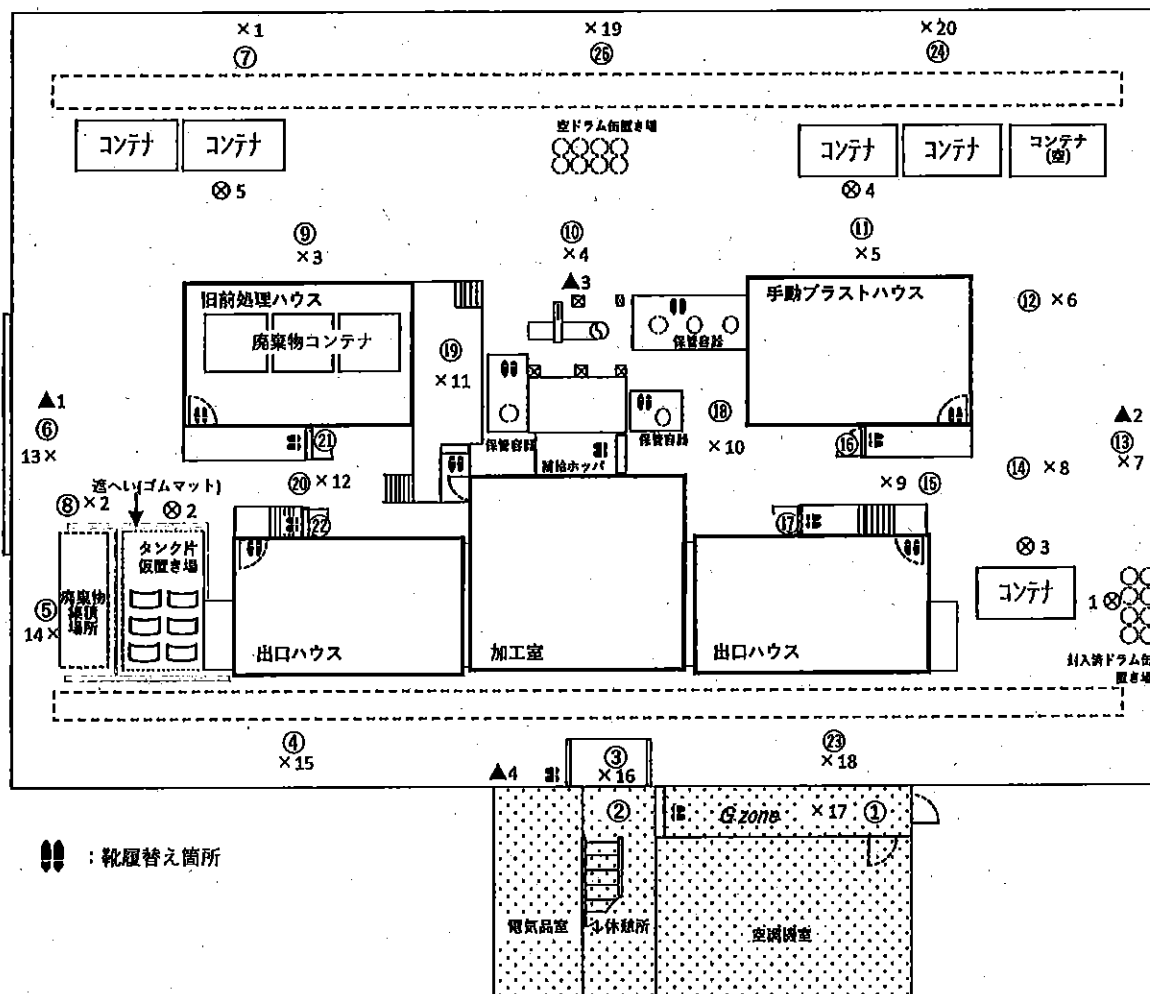 ×1
×19
×20
⑦
㉖
㉔
コンテナ
コンテナ
空ドラム缶置き場
コンテナ
コンテナ
コンテナ
(空)
⊗5
⊗4
⑨
×3
⑩
×4
⑪
×5
▲3
旧前処理ハウス
廃棄物コンテナ
手動ブラストハウス
⑫ ×6
保管容器
⑲
×11
▲1
⑥
13×
⑱
×10
▲2
⑬
×7
㉑
保管容器
保管容器
補給ホッパ
⑯
⑭ ×8
⑳ ×12
×9 ⑮
遮へい(ゴムマット)
⑧ ×2
⊗2
㉒
⑰
タンク片
仮置き場
⊗3
コンテナ
1⊗
⑤
14×
廃棄物
場所
出口ハウス
加工室
出口ハウス
封入済ドラム缶
置き場
④
×15
③
×16
㉓
×18
▲4
②
G zone
×17 ①
:靴履替え箇所
電気品室
休憩所
空調機室